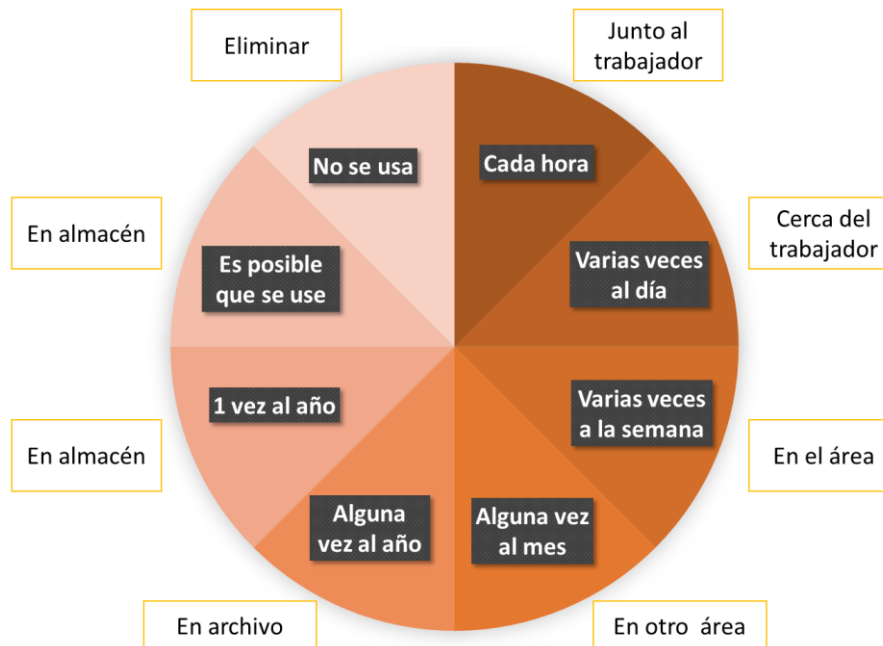 Eliminar
Junto al
trabajador
No se usa
Cada hora
En almacén
Cerca del
trabajador
Es posible
que se use
Varias veces
al día
1 vez al año
Varias veces
a la semana
En almacén
En el área
Alguna
vez al año
Alguna vez
al mes
En archivo
En otro  área